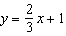 y = 2/3 x + 1